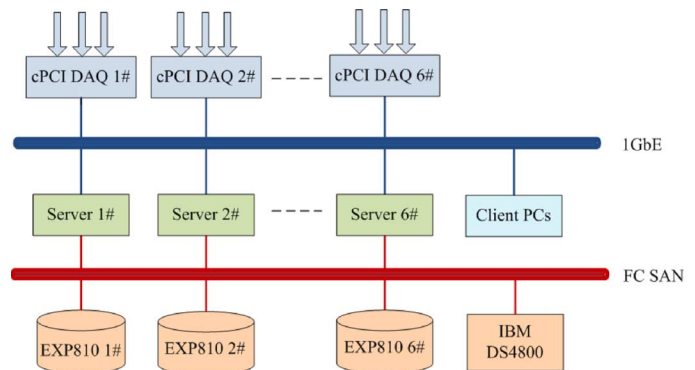 cPCI DAQ 1#
cPCI DAQ 2#
cPCI DAQ 6#
1GbE
Server 1#
Server 2#
Server 6#
Client PCs
FC SAN
EXP810 1#
EXP810 2#
EXP810 6#
IBM
DS4800